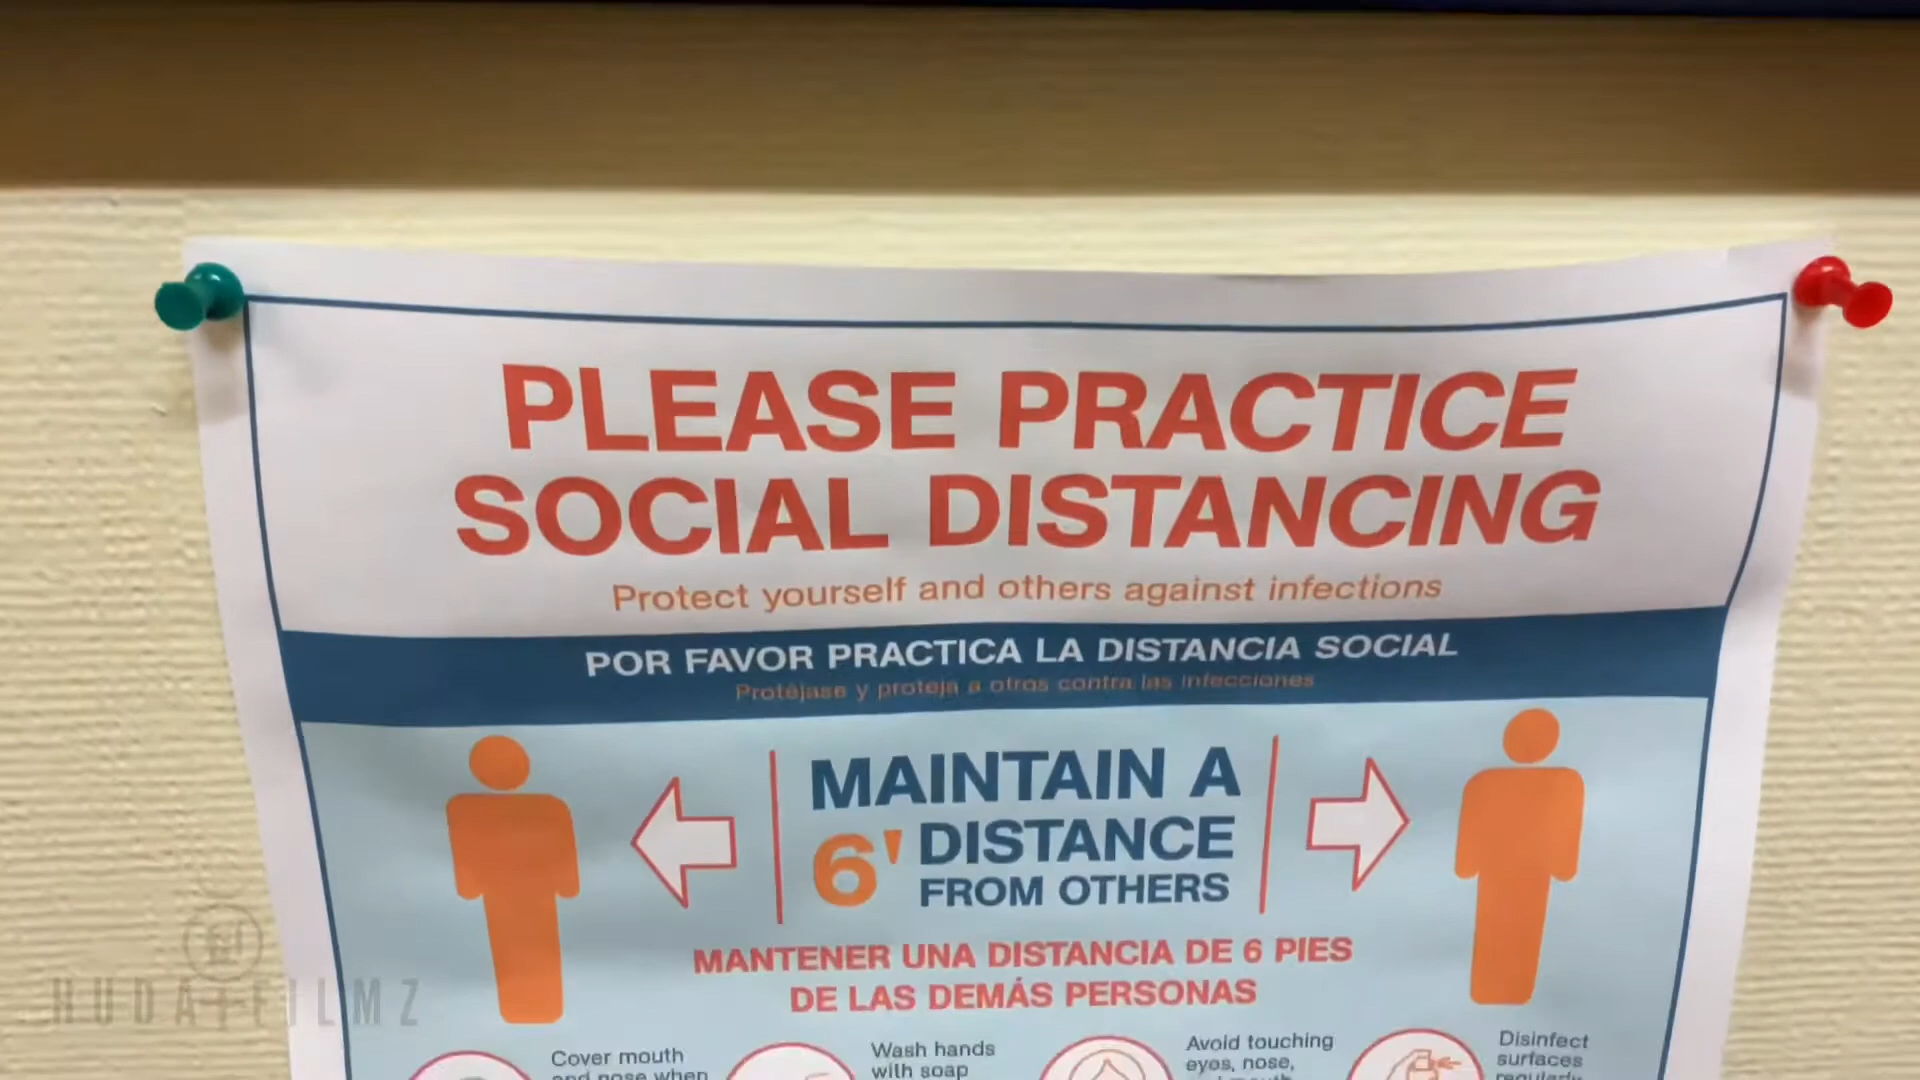 PLEASE PRACTICE
SOCIAL DISTANCING
Protect yourself and others against infections
POR FAVOR PRACTICA LA DISTANCIA SOCIAL
Protéjase y proteja a otros contra las infecciones
MAINTAIN A
6' DISTANCE
FROM OTHERS
MANTENER UNA DISTANCIA DE 6 PIES
DE LAS DEMÁS PERSONAS
Cover mouth
and nose when
Wash hands
with soap
Avoid touching
eyes, nose,
Disinfect
surfaces
regularly
HUDA FILMZ